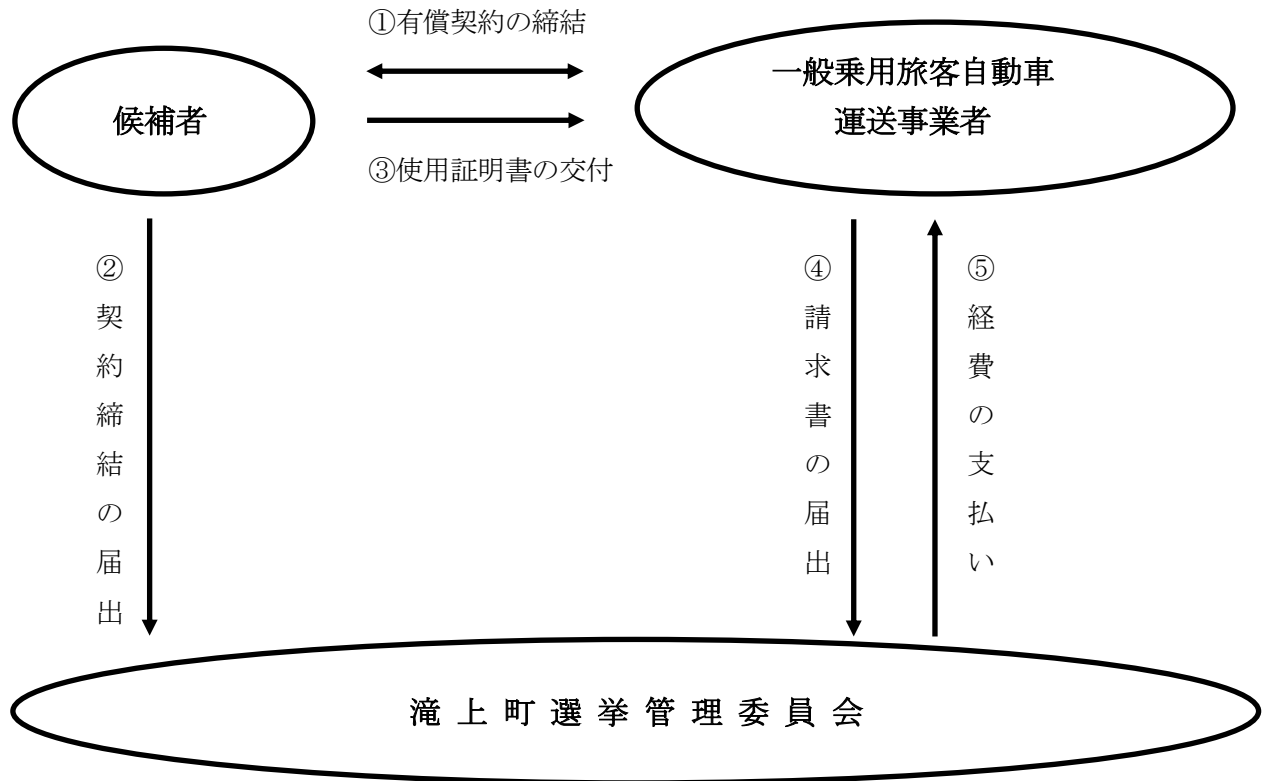 ①有償契約の締結
候補者
一般乗用旅客自動車
運送事業者
③使用証明書の交付
②契約締結の届出
④請求書の届出
⑤経費の支払い
滝上町選挙管理委員会